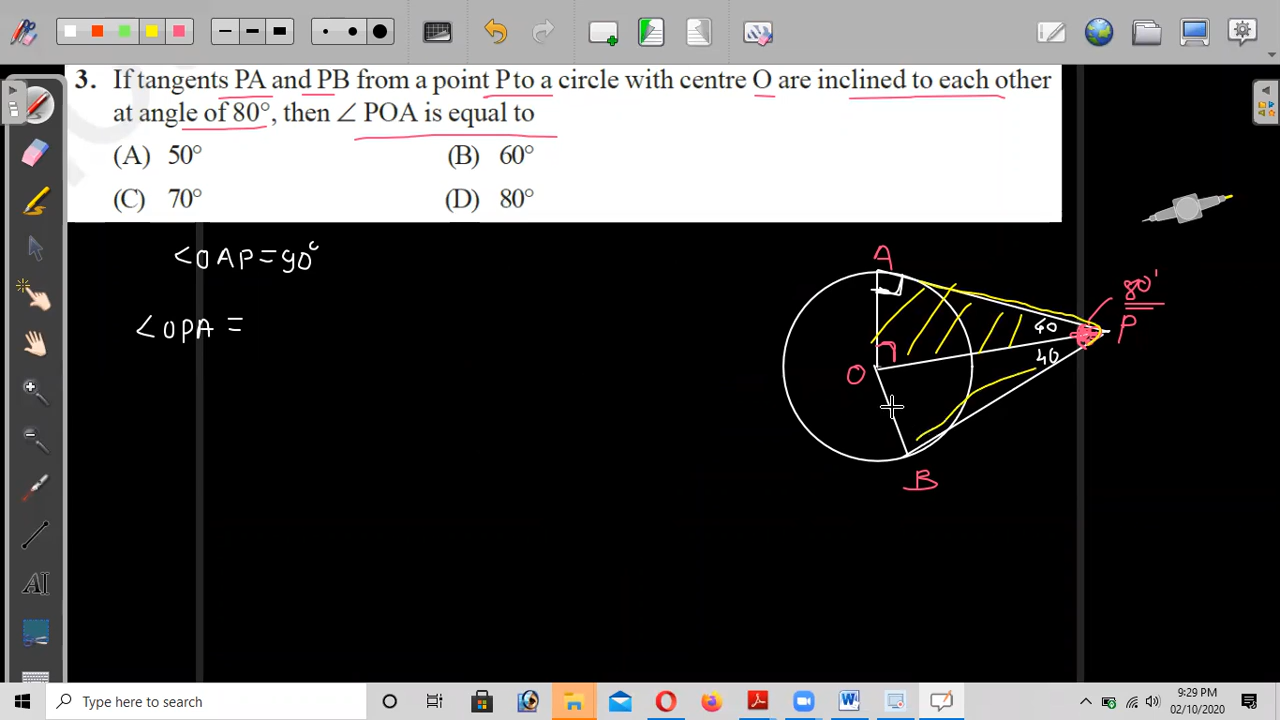 3. If tangents PA and PB from a point P to a circle with centre O are inclined to each other
at angle of 80°, then ∠ POA is equal to
(A) 50° (B) 60°
(C) 70° (D) 80°
<OAP=90°
<OPA =
A
80'
P
40
40
O
B
AI
Type here to search
9:29 PM
02/10/2020